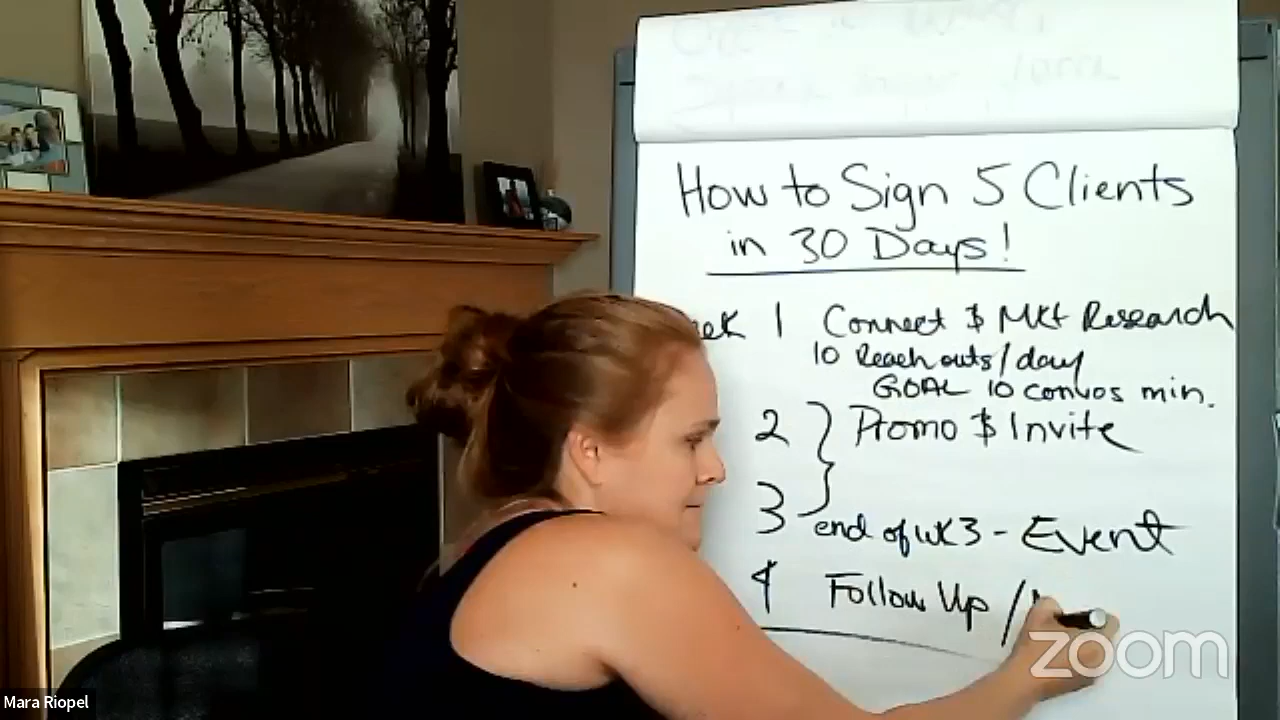 How to Sign 5 Clients
in 30 Days!
eek 1 Connect $ Mkt Research
10 Reach outs/day
GOAL 10 convos min.
2 } Promo $ Invite
3
end of wk3 - Event
4 Follow Up /
zoom
Mara Riopel